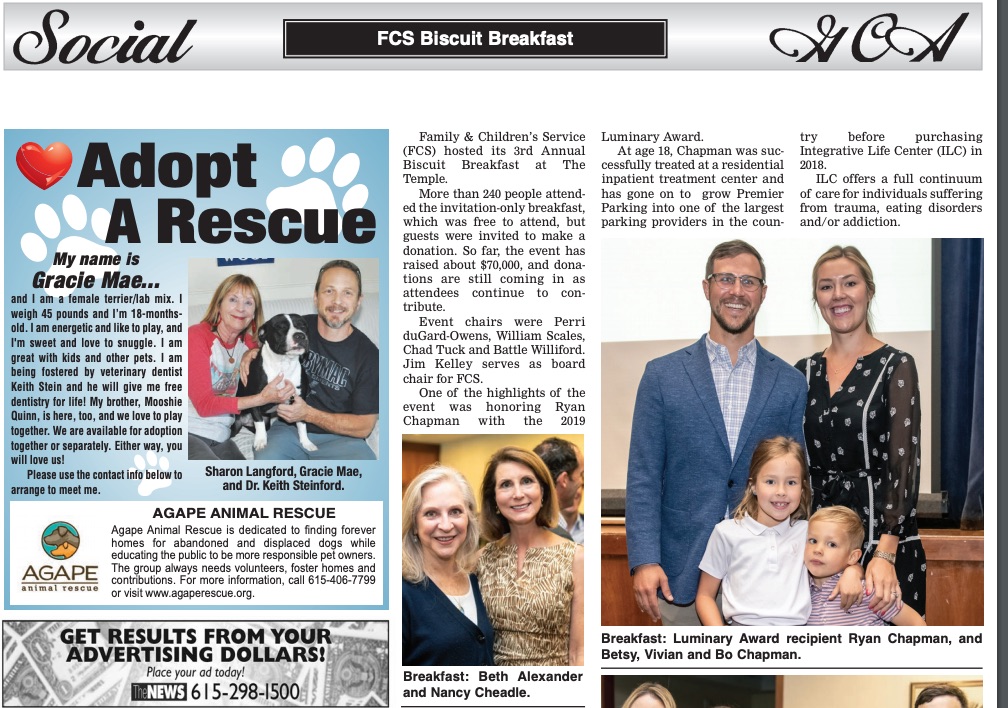 Social
FCS Biscuit Breakfast
GCA
Adopt
A Rescue
My name is
Gracie Mae...
and I am a female terrier/lab mix. I
weigh 45 pounds and I'm 18-months-
old. I am energetic and like to play, and
I'm sweet and love to snuggle. I am
great with kids and other pets. I am
being fostered by veterinary dentist
Keith Stein and he will give me free
dentistry for life! My brother, Mooshie
Quinn, is here, too, and we love to play
together. We are available for adoption
together or separately. Either way, you
will love us!
Please use the contact info below to
arrange to meet me.
Sharon Langford, Gracie Mae,
and Dr. Keith Steinford.
AGAPE
animal rescue
AGAPE ANIMAL RESCUE
Agape Animal Rescue is dedicated to finding forever
homes for abandoned and displaced dogs while
educating the public to be more responsible pet owners.
The group always needs volunteers, foster homes and
contributions. For more information, call 615-406-7799
or visit www.agaperescue.org.
GET RESULTS FROM YOUR
ADVERTISING DOLLARS!
Place your ad today!
The NEWS 615-298-1500
Family & Children's Service
(FCS) hosted its 3rd Annual
Biscuit Breakfast at The
Temple.
More than 240 people attend-
ed the invitation-only breakfast,
which was free to attend, but
guests were invited to make a
donation. So far, the event has
raised about $70,000, and dona-
tions are still coming in as
attendees continue to con-
tribute.
Event chairs were Perri
duGard-Owens, William Scales,
Chad Tuck and Battle Williford.
Jim Kelley serves as board
chair for FCS.
One of the highlights of the
event was honoring Ryan
Chapman with the 2019
Breakfast: Beth Alexander
and Nancy Cheadle.
Luminary Award.
At age 18, Chapman was suc-
cessfully treated at a residential
inpatient treatment center and
has gone on to grow Premier
Parking into one of the largest
parking providers in the coun-
try before purchasing
Integrative Life Center (ILC) in
2018.
ILC offers a full continuum
of care for individuals suffering
from trauma, eating disorders
and/or addiction.
Breakfast: Luminary Award recipient Ryan Chapman, and
Betsy, Vivian and Bo Chapman.